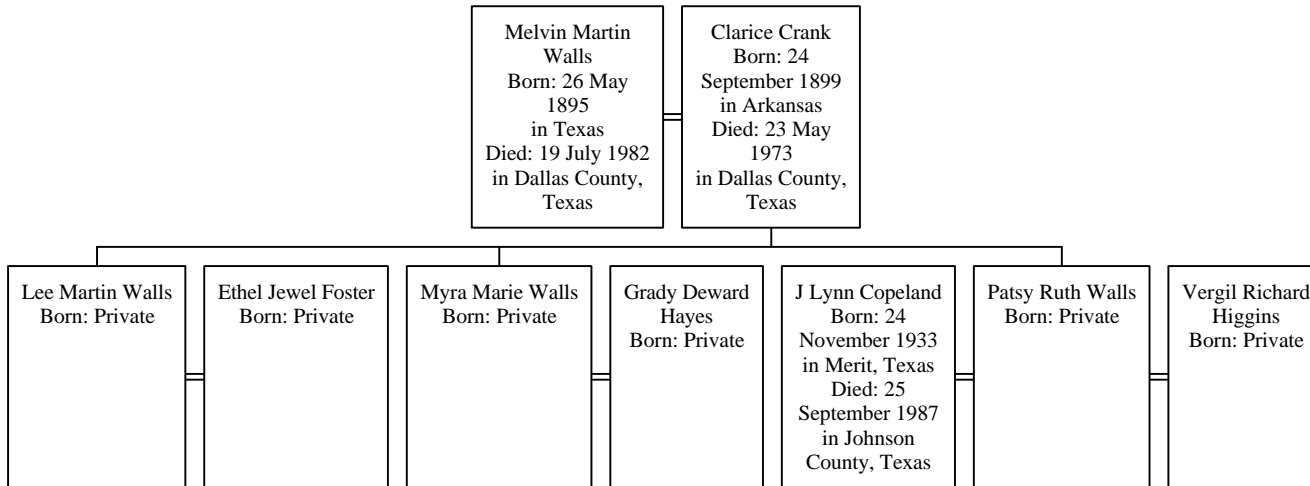 Melvin Martin
Walls
Born: 26 May
1895
in Texas
Died: 19 July 1982
in Dallas County,
Texas
Clarice Crank
Born: 24
September 1899
in Arkansas
Died: 23 May
1973
in Dallas County,
Texas
Lee Martin Walls
Born: Private
Ethel Jewel Foster
Born: Private
Myra Marie Walls
Born: Private
Grady Deward
Hayes
Born: Private
J Lynn Copeland
Born: 24
November 1933
in Merit, Texas
Died: 25
September 1987
in Johnson
County, Texas
Patsy Ruth Walls
Born: Private
Vergil Richard
Higgins
Born: Private